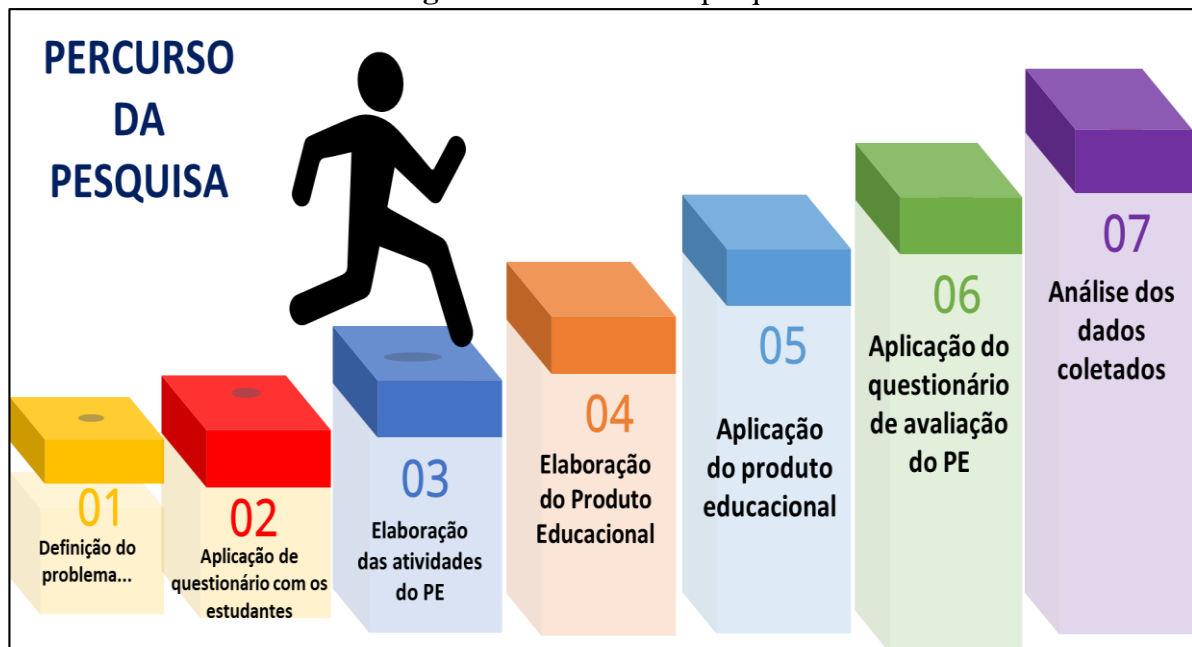 PERCURSO
DA
PESQUISA
01
Definição do
problema...
02
Aplicação de
questionário com os
estudantes
03
Elaboração
das atividades
do PE
04
Elaboração
do Produto
Educacional
05
Aplicação
do produto
educacional
06
Aplicação do
questionário
de avaliação
do PE
07
Análise dos
dados
coletados